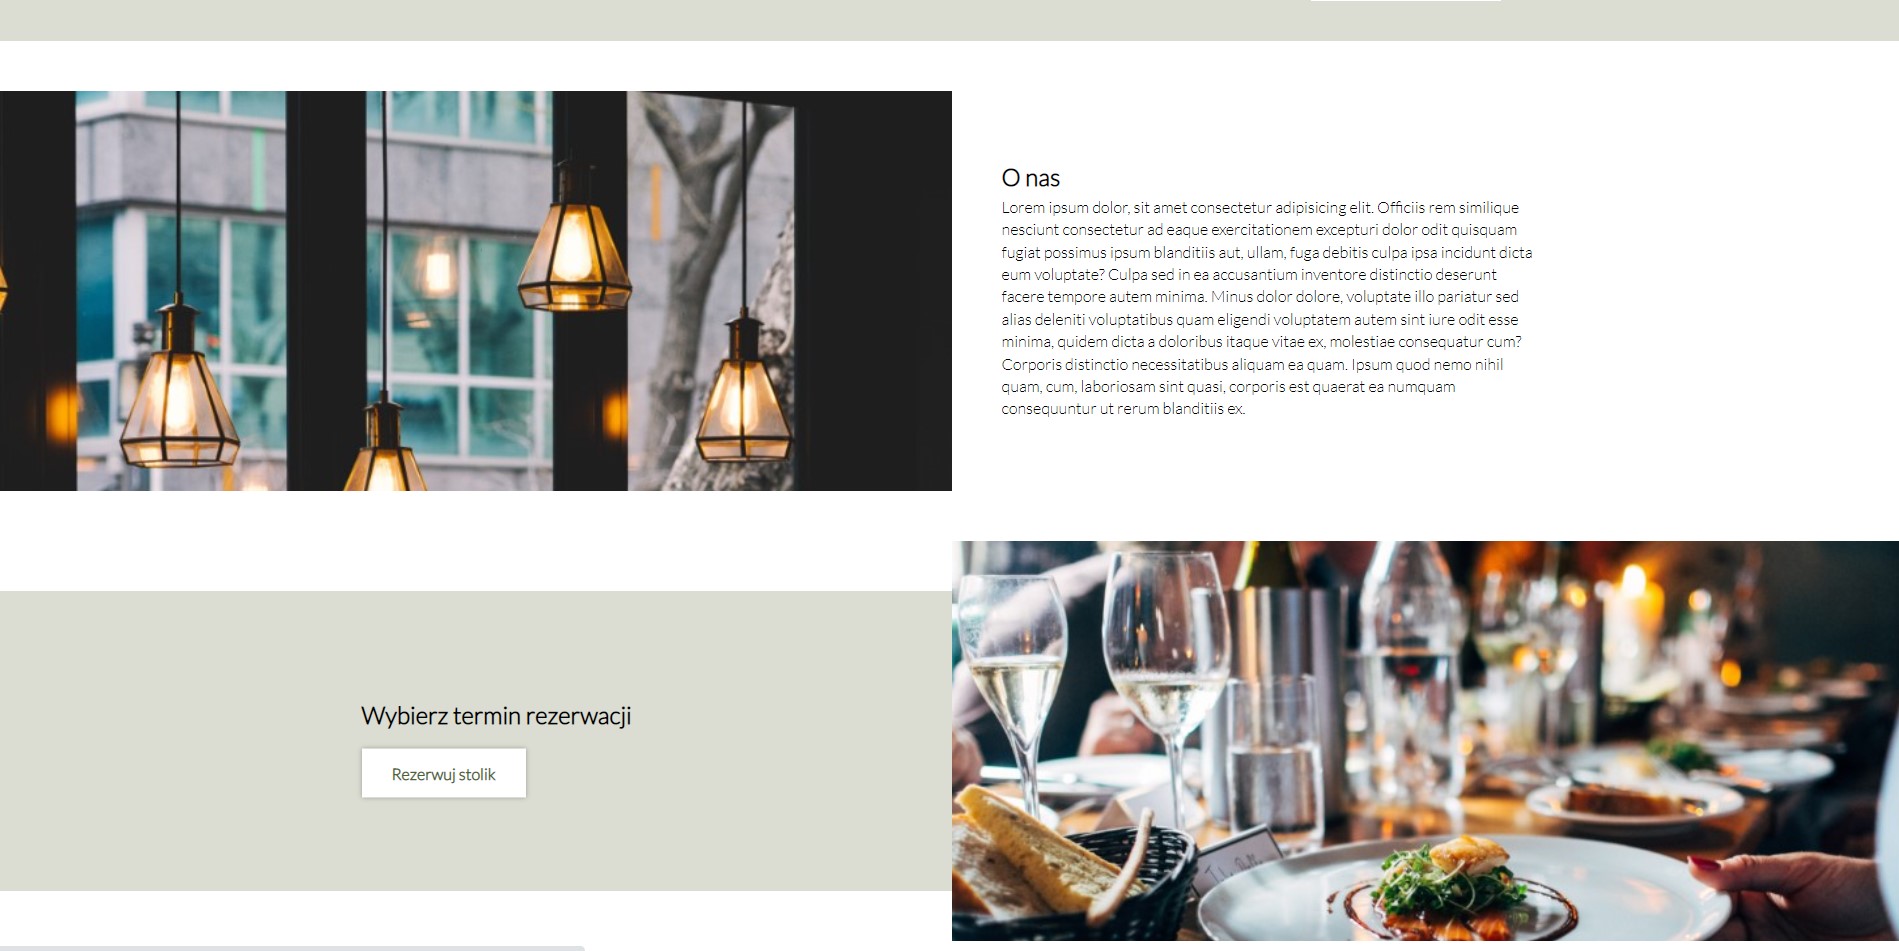 O nas
Lorem ipsum dolor, sit amet consectetur adipisicing elit. Officiis rem similique
nesciunt consectetur ad eaque exercitationem excepturi dolor odit quisquam
fugiat possimus ipsum blanditiis aut, ullam, fuga debitis culpa ipsa incidunt dicta
eum voluptate? Culpa sed in ea accusantium inventore distinctio deserunt
facere tempore autem minima. Minus dolor dolore, voluptate illo pariatur sed
alias deleniti voluptatibus quam eligendi voluptatem autem sint iure odit esse
minima, quidem dicta a doloribus itaque vitae ex, molestiae consequatur cum?
Corporis distinctio necessitatibus aliquam ea quam. Ipsum quod nemo nihil
quam, cum, laboriosam sint quasi, corporis est quaerat ea numquam
consequuntur ut rerum blanditiis ex.
Wybierz termin rezerwacji
Rezerwuj stolik